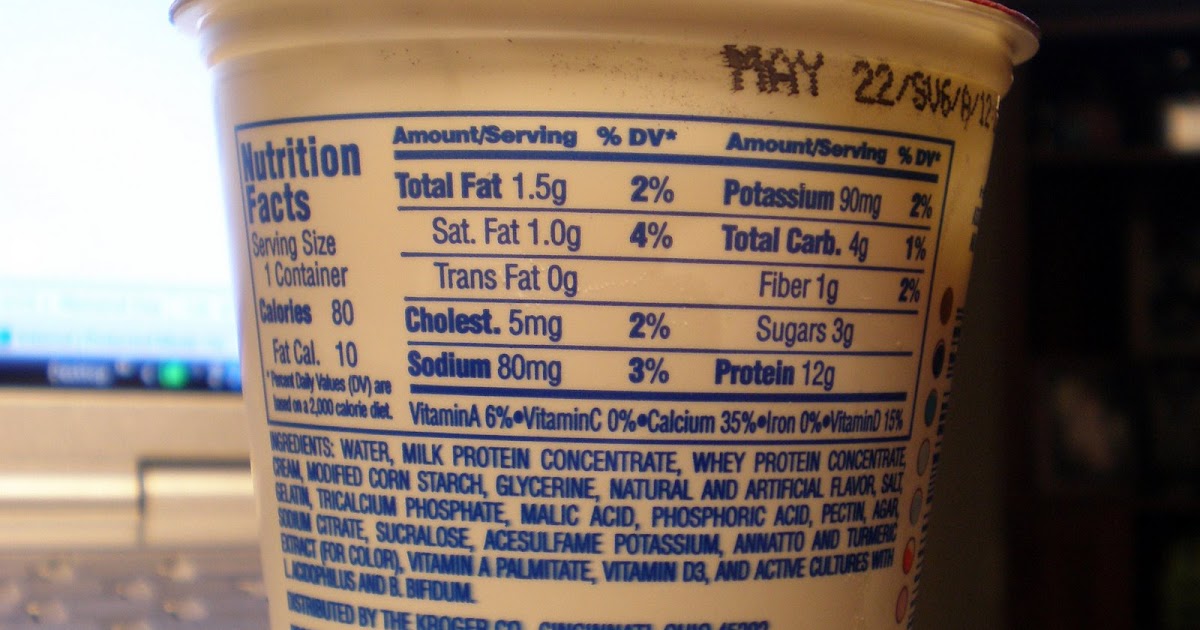 MAY 22/SV6/8/12
Nutrition
Facts
Serving Size
1 Container
Calories 80
Fat Cal. 10
*Percent Daily Values (DV) are
based on a 2,000 calorie diet.
Amount/Serving % DV*
Total Fat 1.5g 2%
Sat. Fat 1.0g 4%
Trans Fat 0g
Cholest. 5mg 2%
Sodium 80mg 3%
Amount/Serving % DV*
Potassium 90mg 2%
Total Carb. 4g 1%
Fiber 1g 2%
Sugars 3g
Protein 12g
VitaminA 6%•VitaminC 0%•Calcium 35%•Iron 0%•VitaminD 15%
INGREDIENTS: WATER, MILK PROTEIN CONCENTRATE, WHEY PROTEIN CONCENTRATE,
CREAM, MODIFIED CORN STARCH, GLYCERINE, NATURAL AND ARTIFICIAL FLAVOR, SALT,
GELATIN, TRICALCIUM PHOSPHATE, MALIC ACID, PHOSPHORIC ACID, PECTIN, AGAR,
SODIUM CITRATE, SUCRALOSE, ACESULFAME POTASSIUM, ANNATTO AND TURMERIC
EXTRACT (FOR COLOR), VITAMIN A PALMITATE, VITAMIN D3, AND ACTIVE CULTURES WITH
L. ACIDOPHILUS AND B. BIFIDUM.
DISTRIBUTED BY THE KROGER CO., CINCINNATI, OHIO 45202